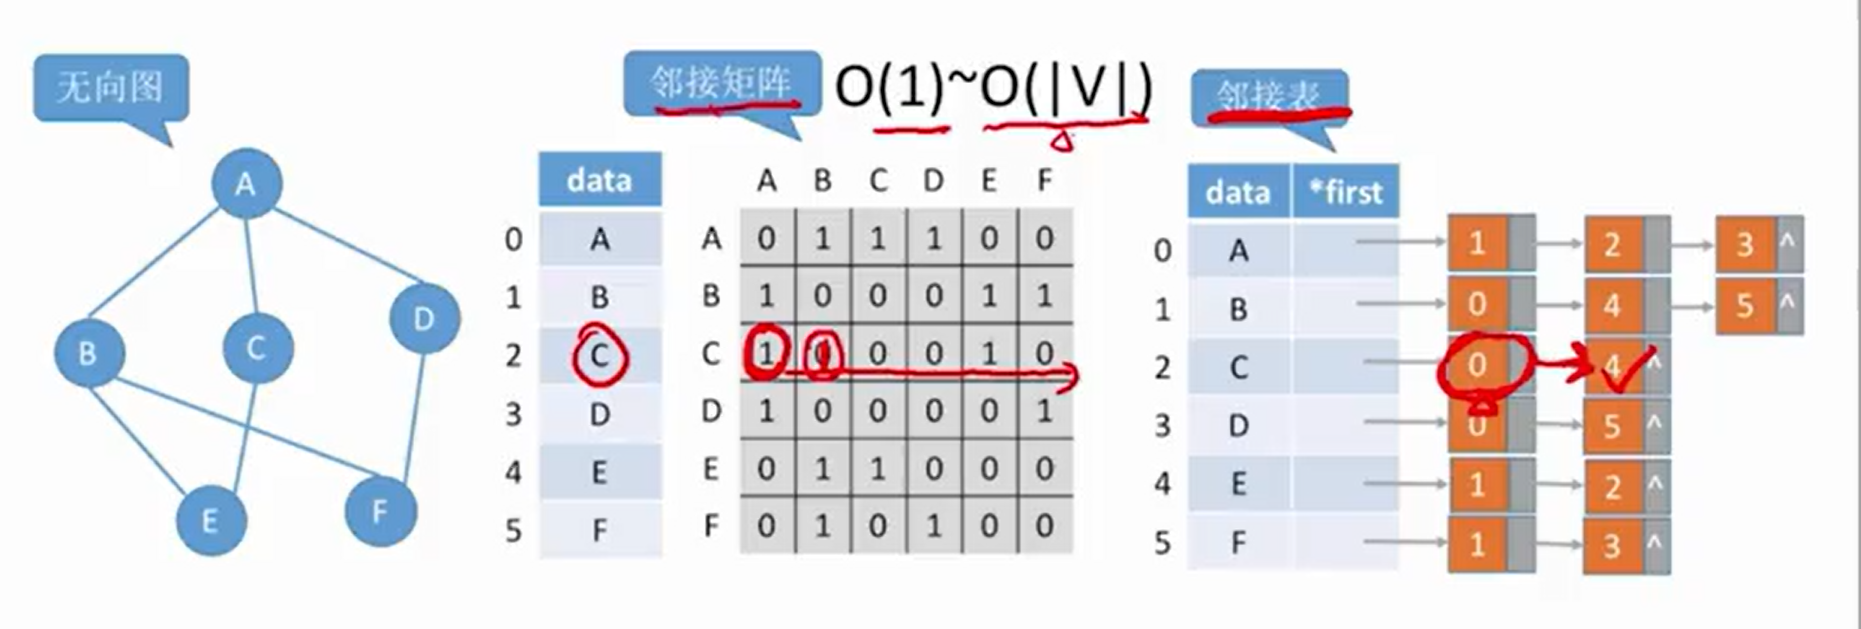 无向图
邻接矩阵 O(1)~O(|V|) 邻接表
A
B C D
E F
data
0 A
1 B
2 C
3 D
4 E
5 F
A B C D E F
A 0 1 1 1 0 0
B 1 0 0 0 1 1
C 1 0 0 0 1 0
D 1 0 0 0 0 1
E 0 1 1 0 0 0
F 0 1 0 1 0 0
data *first
0 A 1 2 3 ^
1 B 0 4 5 ^
2 C 0 4 ^
3 D 0 5 ^
4 E 1 2 ^
5 F 1 3 ^